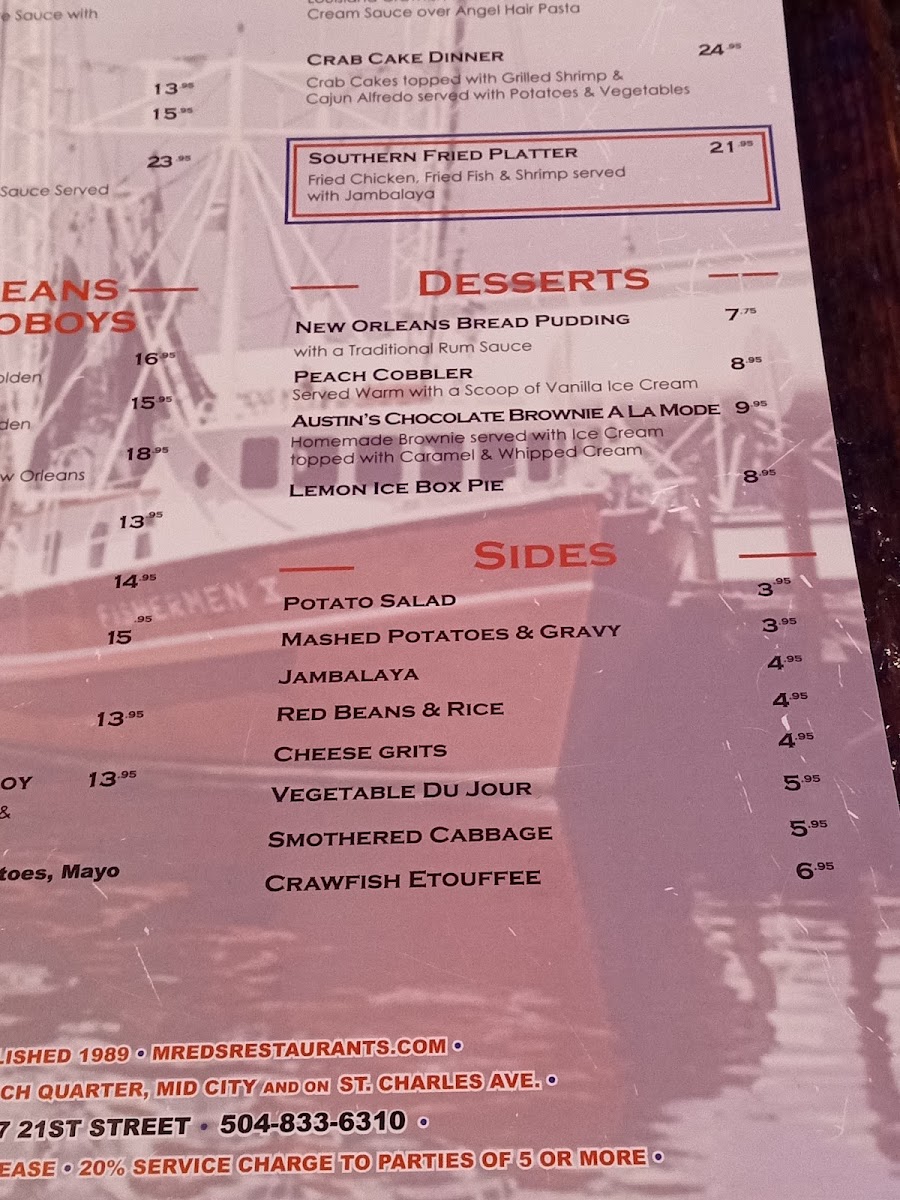 e Sauce with
13.95
15.95
23.95
Sauce Served
EANS
OBOYS
16.95
olden
15.95
den
18.95
w Orleans
13.95
14.95
15.95
13.95
OY 13.95
&
toes, Mayo
Cream Sauce over Angel Hair Pasta
CRAB CAKE DINNER 24.95
Crab Cakes topped with Grilled Shrimp &
Cajun Alfredo served with Potatoes & Vegetables
SOUTHERN FRIED PLATTER 21.95
Fried Chicken, Fried Fish & Shrimp served
with Jambalaya
DESSERTS
NEW ORLEANS BREAD PUDDING 7.75
with a Traditional Rum Sauce
PEACH COBBLER 8.95
Served Warm with a Scoop of Vanilla Ice Cream
AUSTIN'S CHOCOLATE BROWNIE A LA MODE 9.95
Homemade Brownie served with Ice Cream
topped with Caramel & Whipped Cream
LEMON ICE BOX PIE 8.95
SIDES
POTATO SALAD 3.95
MASHED POTATOES & GRAVY 3.95
JAMBALAYA 4.95
RED BEANS & RICE 4.95
CHEESE GRITS 4.95
VEGETABLE DU JOUR 5.95
SMOTHERED CABBAGE 5.95
CRAWFISH ETOUFFEE 6.95
LISHED 1989 • MREDSRESTAURANTS.COM •
CH QUARTER, MID CITY AND ON ST. CHARLES AVE. •
7 21ST STREET • 504-833-6310 •
EASE • 20% SERVICE CHARGE TO PARTIES OF 5 OR MORE •